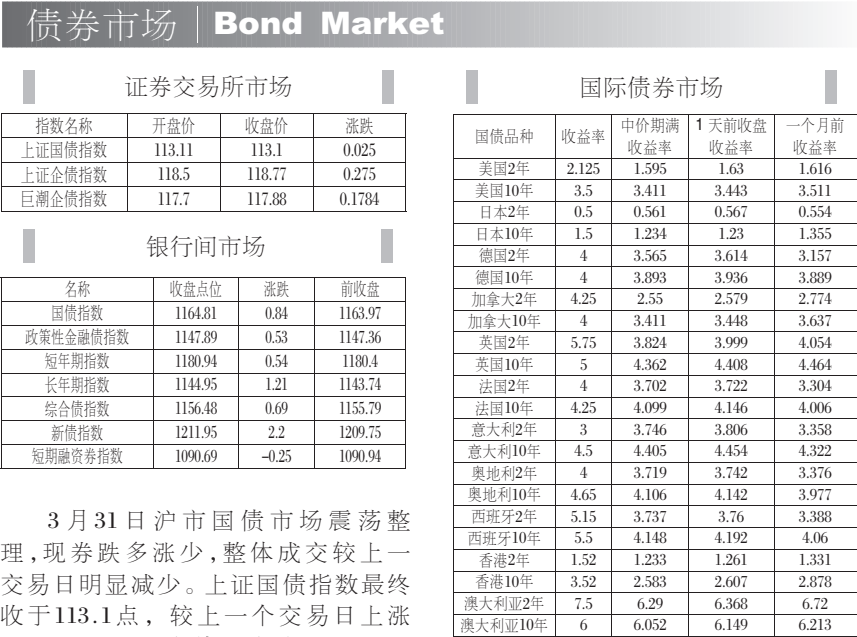 债券市场 Bond Market
证券交易所市场
指数名称 开盘价 收盘价 涨跌
上证国债指数 113.11 113.1 0.025
上证企债指数 118.5 118.77 0.275
巨潮企债指数 117.7 117.88 0.1784
银行间市场
名称 收盘点位 涨跌 前收盘
国债指数 1164.81 0.84 1163.97
政策性金融债指数 1147.89 0.53 1147.36
短年期指数 1180.94 0.54 1180.4
长年期指数 1144.95 1.21 1143.74
综合债指数 1156.48 0.69 1155.79
新债指数 1211.95 2.2 1209.75
短期融资券指数 1090.69 -0.25 1090.94
3月31日沪市国债市场震荡整
理,现券跌多涨少,整体成交较上一
交易日明显减少。上证国债指数最终
收于113.1点，较上一个交易日上涨
国际债券市场
国债品种 收益率 中价期满 1天前收盘 一个月前
收益率 收益率 收益率
美国2年 2.125 1.595 1.63 1.616
美国10年 3.5 3.411 3.443 3.511
日本2年 0.5 0.561 0.567 0.554
日本10年 1.5 1.234 1.23 1.355
德国2年 4 3.565 3.614 3.157
德国10年 4 3.893 3.936 3.889
加拿大2年 4.25 2.55 2.579 2.774
加拿大10年 4 3.411 3.448 3.637
英国2年 5.75 3.824 3.999 4.054
英国10年 5 4.362 4.408 4.464
法国2年 4 3.702 3.722 3.304
法国10年 4.25 4.099 4.146 4.006
意大利2年 3 3.746 3.806 3.358
意大利10年 4.5 4.405 4.454 4.322
奥地利2年 4 3.719 3.742 3.376
奥地利10年 4.65 4.106 4.142 3.977
西班牙2年 5.15 3.737 3.76 3.388
西班牙10年 5.5 4.148 4.192 4.06
香港2年 1.52 1.233 1.261 1.331
香港10年 3.52 2.583 2.607 2.878
澳大利亚2年 7.5 6.29 6.368 6.72
澳大利亚10年 6 6.052 6.149 6.213